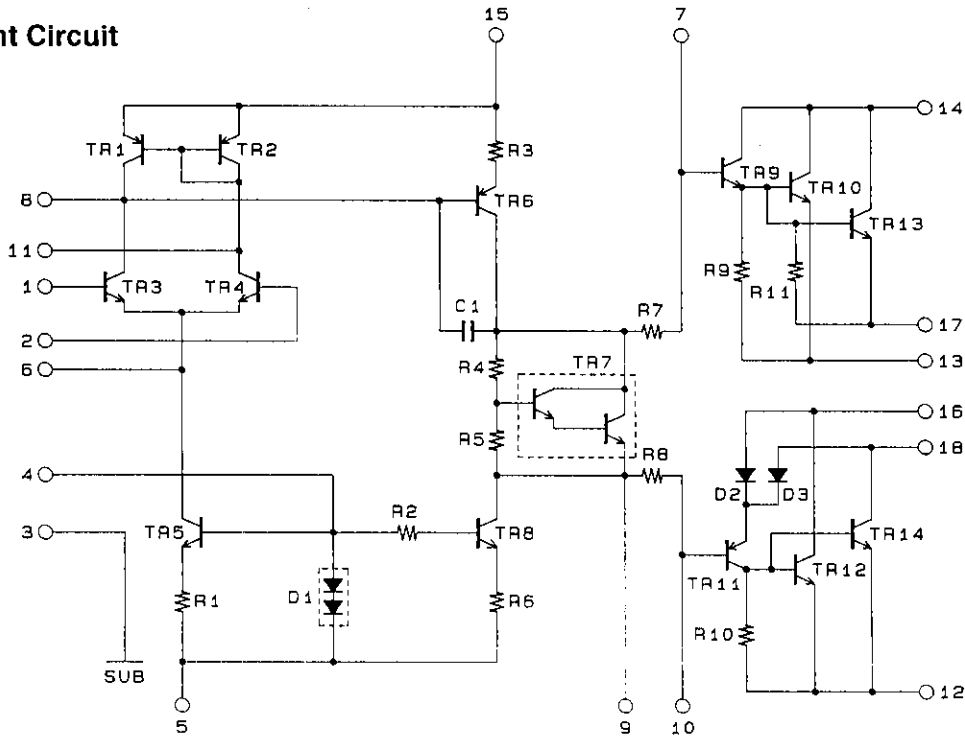 nt Circuit
15
7
14
TR1
TR2
R3
TR9
TR10
8
TR6
TR13
11
R9
R11
1
TR3
TR4
C1
R7
17
2
TR7
13
6
R4
16
R5
R8
18
4
D2
D3
R2
TR14
3
TR5
TR8
TR11
TR12
R1
D1
R6
R10
SUB
12
5
9
10